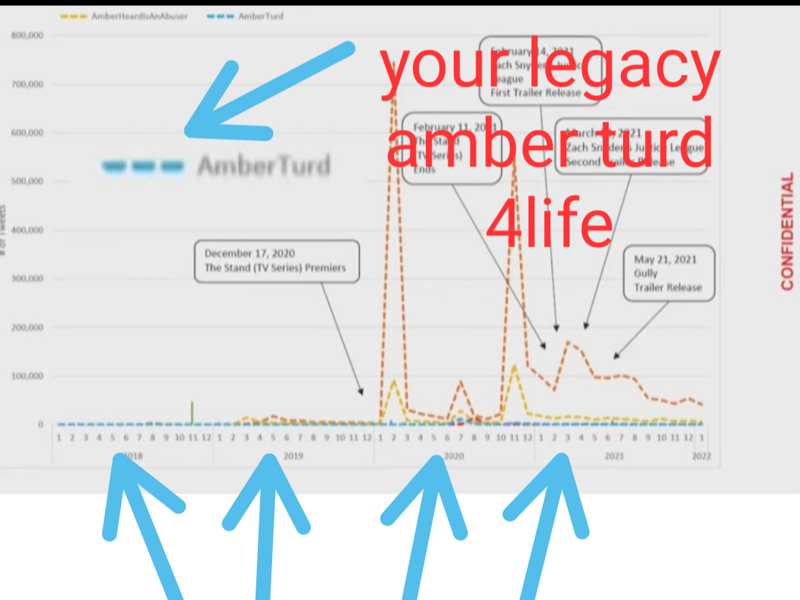 AmberHeardIsAnAbuser AmberTurd
800,000
700,000
600,000
500,000
400,000
300,000
200,000
100,000
0
# of Tweets
your legacy
amber turd
4life
AmberTurd
February 14, 2021
Zach Snyder's Justice
League
First Trailer Release
February 11, 2021
The Stand
(TV Series)
Ends
March 14, 2021
Zach Snyders Justice League
Second Trailer Release
December 17, 2020
The Stand (TV Series) Premiers
May 21, 2021
Gully
Trailer Release
CONFIDENTIAL
1 2 3 4 5 6 7 8 9 10 11 12 1 2 3 4 5 6 7 8 9 10 11 12 1 2 3 4 5 6 7 8 9 10 11 12 1 2 3 4 5 6 7 8 9 10 11 12 1
2018 2019 2020 2021 2022